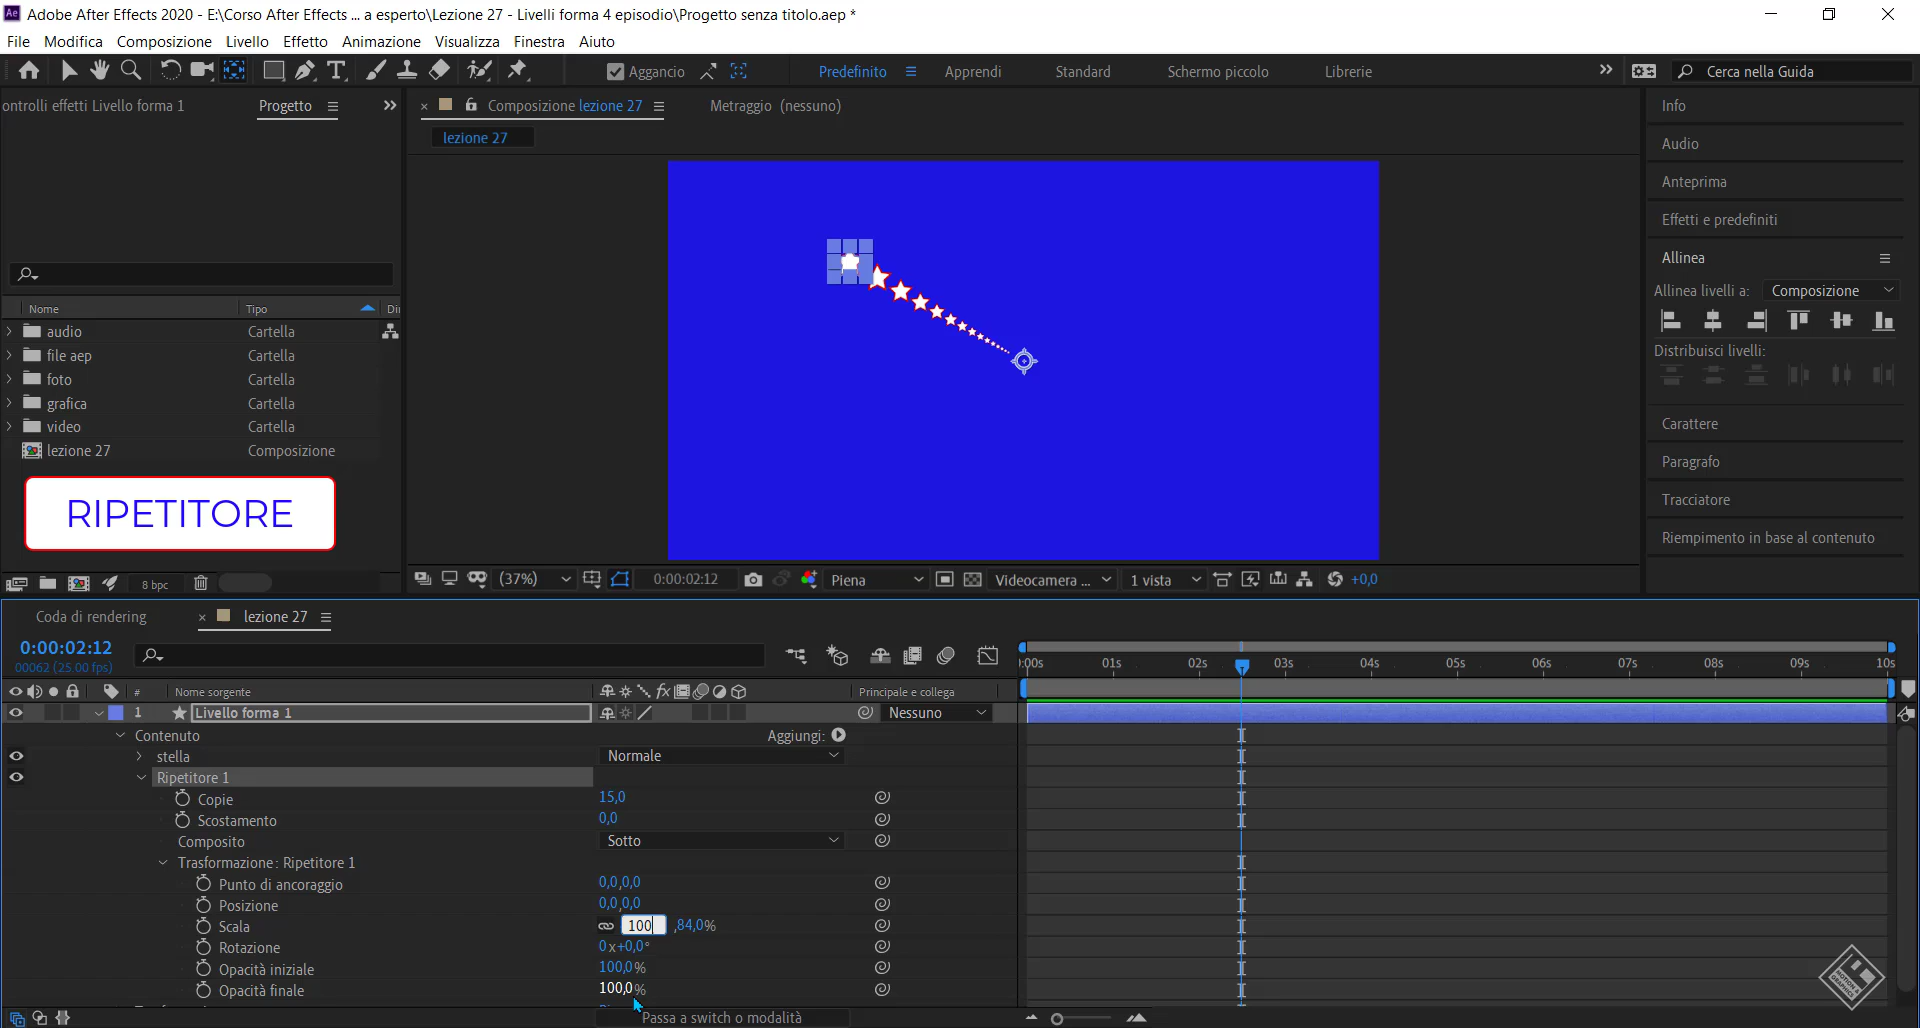 Adobe After Effects 2020 - E:\Corso After Effects ... a esperto\Lezione 27 - Livelli forma 4 episodio\Progetto senza titolo.aep *
File Modifica Composizione Livello Effetto Animazione Visualizza Finestra Aiuto
Aggancio Predefinito Apprendi Standard Schermo piccolo Librerie Cerca nella Guida
ontrolli effetti Livello forma 1 Progetto
Composizione lezione 27 Metraggio (nessuno)
lezione 27
Nome Tipo Di
audio Cartella
file aep Cartella
foto Cartella
grafica Cartella
video Cartella
lezione 27 Composizione
RIPETITORE
8 bpc
(37%) 0:00:02:12 Piena Videocamera ... 1 vista +0,0
Info
Audio
Anteprima
Effetti e predefiniti
Allinea
Allinea livelli a: Composizione
Distribuisci livelli:
Carattere
Paragrafo
Tracciatore
Riempimento in base al contenuto
Coda di rendering lezione 27
0:00:02:12
00062 (25.00 fps)
):00s 01s 02s 03s 04s 05s 06s 07s 08s 09s 10s
# Nome sorgente fx Principale e collega
1 Livello forma 1 Nessuno
Contenuto Aggiungi:
stella Normale
Ripetitore 1
Copie 15,0
Scostamento 0,0
Composito Sotto
Trasformazione: Ripetitore 1
Punto di ancoraggio 0,0,0,0
Posizione 0,0,0,0
Scala 100 ,84,0%
Rotazione 0x+0,0°
Opacità iniziale 100,0%
Opacità finale 100,0%
Passa a switch o modalità